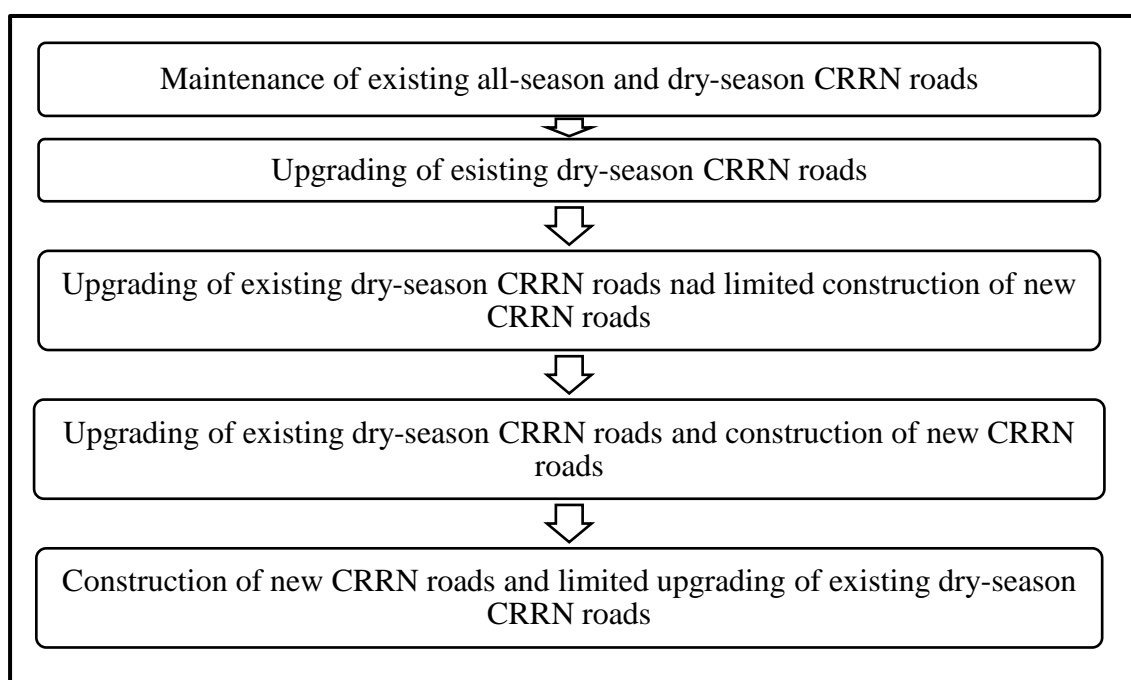 Maintenance of existing all-season and dry-season CRRN roads
Upgrading of esisting dry-season CRRN roads
Upgrading of existing dry-season CRRN roads nad limited construction of new
CRRN roads
Upgrading of existing dry-season CRRN roads and construction of new CRRN
roads
Construction of new CRRN roads and limited upgrading of existing dry-season
CRRN roads